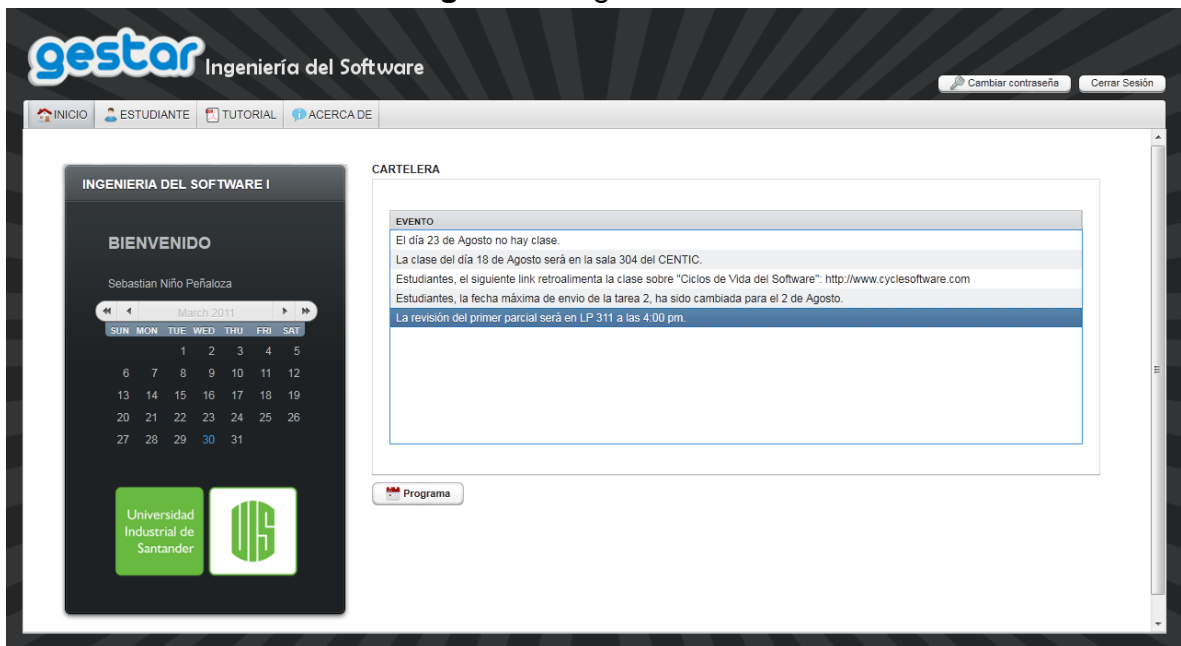 gestar Ingeniería del Software
Cambiar contraseña
Cerrar Sesión
INICIO
ESTUDIANTE
TUTORIAL
ACERCA DE
INGENIERIA DEL SOFTWARE I
BIENVENIDO
Sebastian Niño Peñaloza
March 2011
SUN MON TUE WED THU FRI SAT
1 2 3 4 5
6 7 8 9 10 11 12
13 14 15 16 17 18 19
20 21 22 23 24 25 26
27 28 29 30 31
Universidad
Industrial de
Santander
UIS
CARTELERA
EVENTO
El día 23 de Agosto no hay clase.
La clase del día 18 de Agosto será en la sala 304 del CENTIC.
Estudiantes, el siguiente link retroalimenta la clase sobre "Ciclos de Vida del Software": http://www.cyclesoftware.com
Estudiantes, la fecha máxima de envio de la tarea 2, ha sido cambiada para el 2 de Agosto.
La revisión del primer parcial será en LP 311 a las 4:00 pm.
Programa